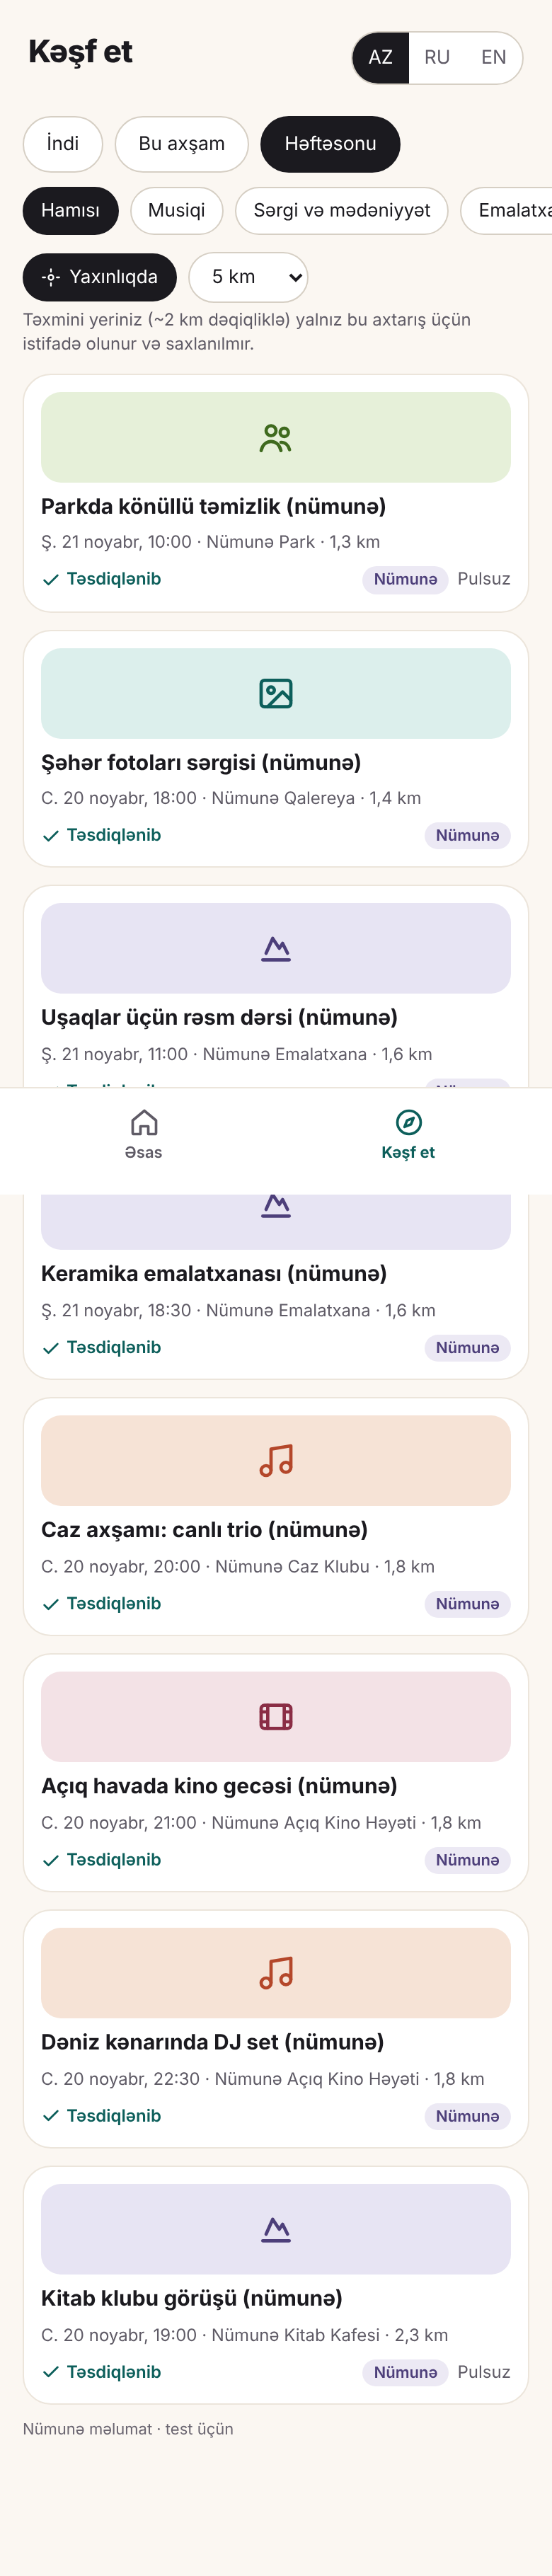 Kəşf et
AZ RU EN
İndi Bu axşam Həftəsonu
Hamısı Musiqi Sərgi və mədəniyyət
Yaxınlıqda 5 km
Təxmini yeriniz (~2 km dəqiqliklə) yalnız bu axtarış üçün
istifadə olunur və saxlanılmır.
Parkda könüllü təmizlik (nümunə)
Ş. 21 noyabr, 10:00 · Nümunə Park · 1,3 km
Təsdiqlənib Nümunə Pulsuz
Şəhər fotoları sərgisi (nümunə)
C. 20 noyabr, 18:00 · Nümunə Qalereya · 1,4 km
Təsdiqlənib Nümunə
Uşaqlar üçün rəsm dərsi (nümunə)
Ş. 21 noyabr, 11:00 · Nümunə Emalatxana · 1,6 km
Əsas Kəşf et
Keramika emalatxanası (nümunə)
Ş. 21 noyabr, 18:30 · Nümunə Emalatxana · 1,6 km
Təsdiqlənib Nümunə
Caz axşamı: canlı trio (nümunə)
C. 20 noyabr, 20:00 · Nümunə Caz Klubu · 1,8 km
Təsdiqlənib Nümunə
Açıq havada kino gecəsi (nümunə)
C. 20 noyabr, 21:00 · Nümunə Açıq Kino Həyəti · 1,8 km
Təsdiqlənib Nümunə
Dəniz kənarında DJ set (nümunə)
C. 20 noyabr, 22:30 · Nümunə Açıq Kino Həyəti · 1,8 km
Təsdiqlənib Nümunə
Kitab klubu görüşü (nümunə)
C. 20 noyabr, 19:00 · Nümunə Kitab Kafesi · 2,3 km
Təsdiqlənib Nümunə Pulsuz
Nümunə məlumat · test üçün